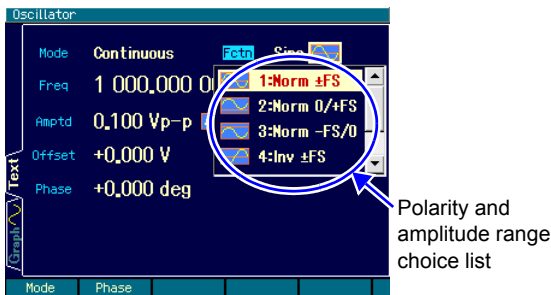 Oscillator
Mode Continuous Fctn Sine
Freq 1 000.000 0
Amptd 0.100 Vp-p
Offset +0.000 V
Phase +0.000 deg
1:Norm ±FS
2:Norm 0/+FS
3:Norm -FS/0
4:Inv ±FS
Text
Graph
Mode Phase
Polarity and
amplitude range
choice list